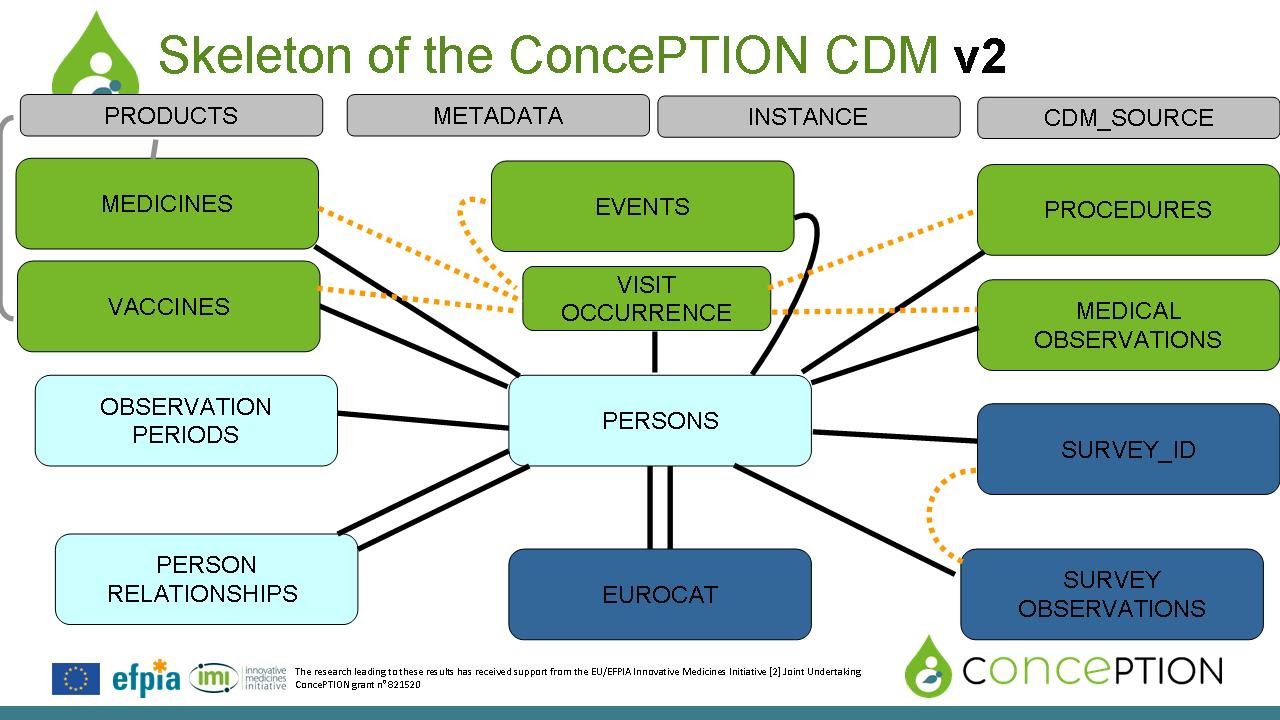 Skeleton of the ConcePTION CDM v2
PRODUCTS
METADATA
INSTANCE
CDM_SOURCE
MEDICINES
EVENTS
PROCEDURES
VACCINES
VISIT
OCCURRENCE
MEDICAL
OBSERVATIONS
OBSERVATION
PERIODS
PERSONS
SURVEY_ID
PERSON
RELATIONSHIPS
EUROCAT
SURVEY
OBSERVATIONS
efpia
imi
innovative
medicines
initiative
The research leading to these results has received support from the EU/EFPIA Innovative Medicines Initiative [2] Joint Undertaking
ConcePTION grant n° 821520
conceptION